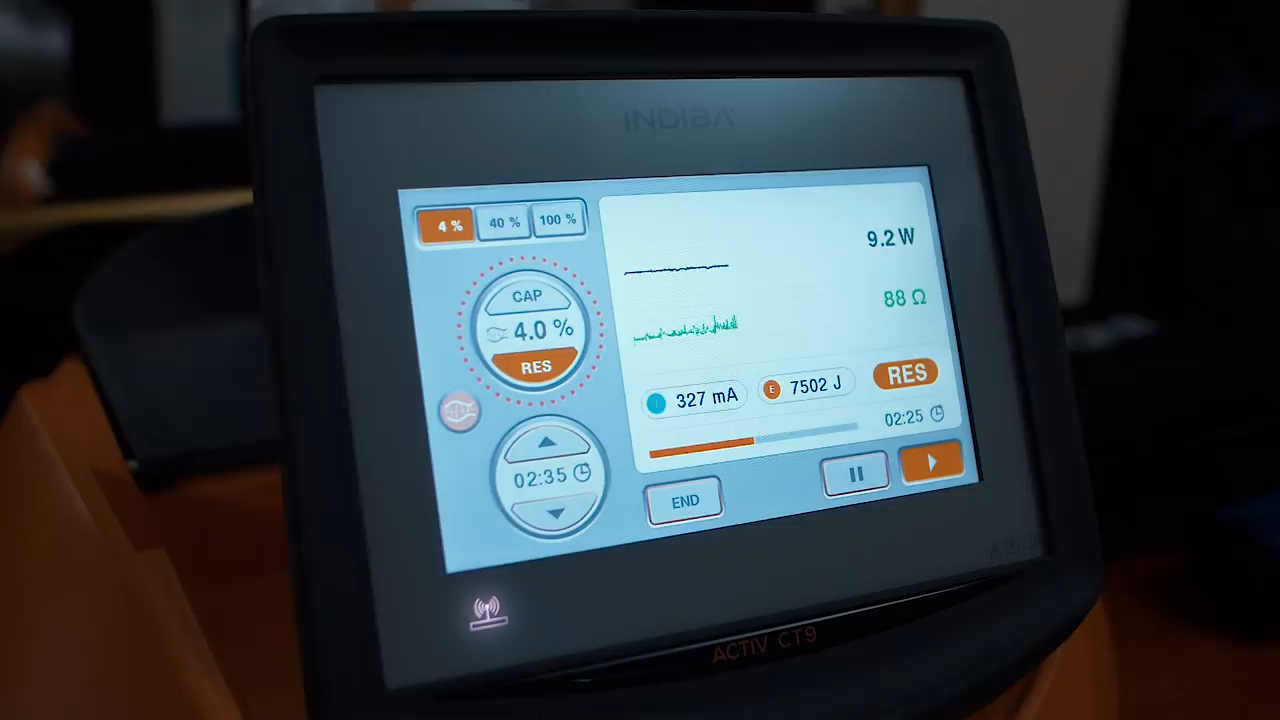 INDIBA
4 % 40 % 100 %
CAP
4.0 %
RES
02:35
9.2 W
88 Ω
327 mA
E 7502 J
RES
02:25
END
ACTIV CT9